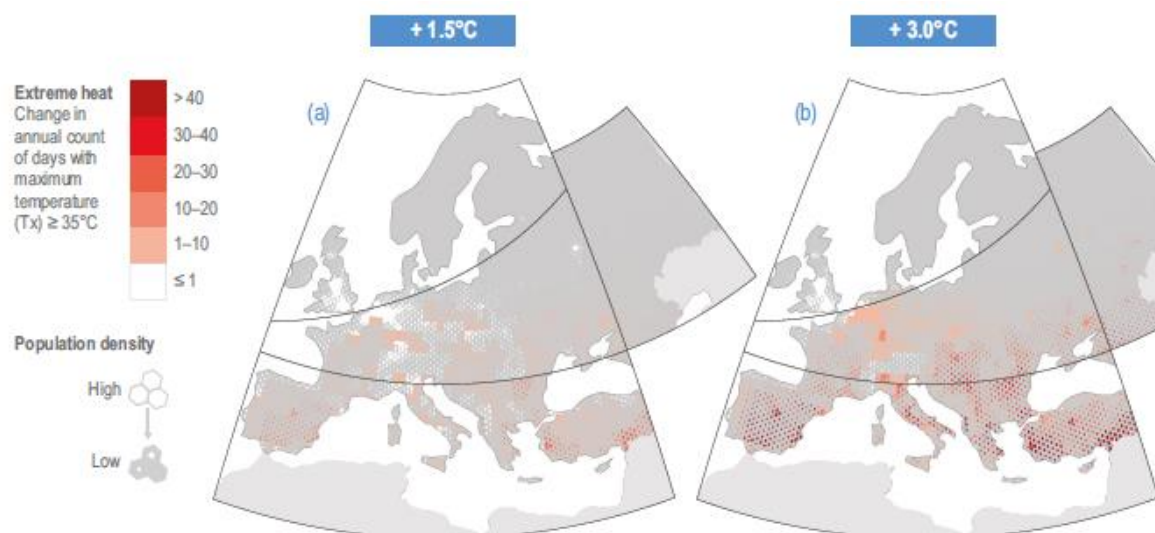 + 1.5°C
+ 3.0°C
Extreme heat
Change in
annual count
of days with
maximum
temperature
(Tx) ≥ 35°C
> 40
30–40
20–30
10–20
1–10
≤ 1
(a)
(b)
Population density
High
Low